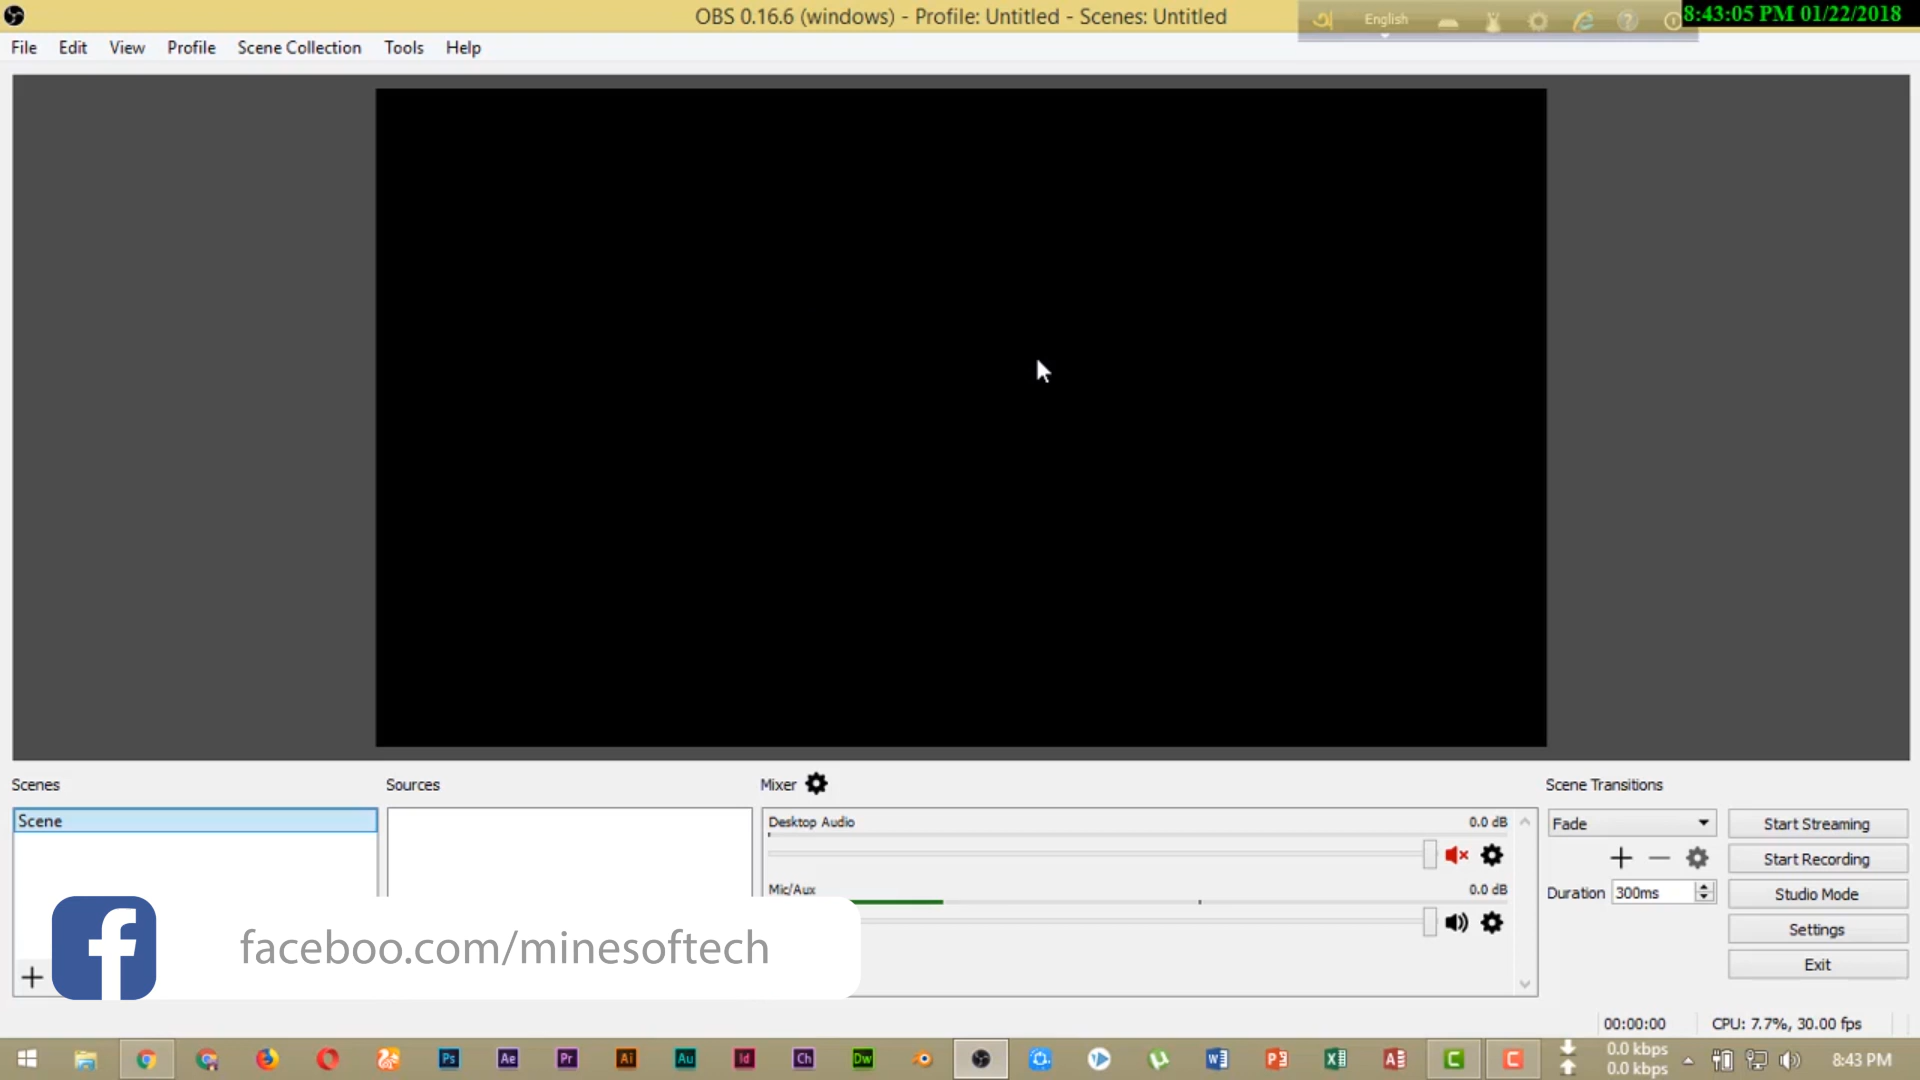 OBS 0.16.6 (windows) - Profile: Untitled - Scenes: Untitled
English
8:43:05 PM 01/22/2018
File Edit View Profile Scene Collection Tools Help
Scenes
Sources
Mixer
Scene Transitions
Scene
Desktop Audio 0.0 dB
Fade
Start Streaming
Start Recording
Mic/Aux 0.0 dB
Duration 300ms
Studio Mode
Settings
Exit
faceboo.com/minesoftech
00:00:00
CPU: 7.7%, 30.00 fps
Ps Ae Pr Ai Au Id Ch Dw
0.0 kbps
0.0 kbps
8:43 PM